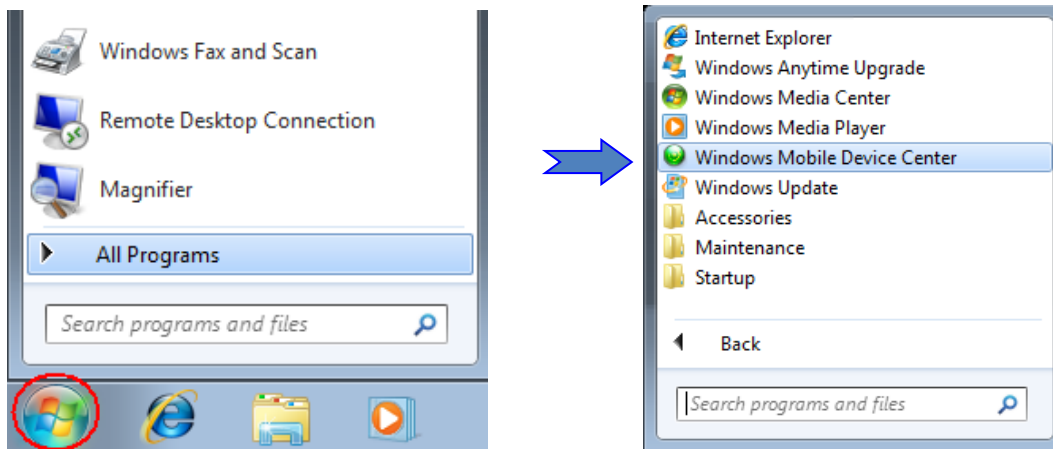 Windows Fax and Scan
Remote Desktop Connection
Magnifier
All Programs
Search programs and files
Internet Explorer
Windows Anytime Upgrade
Windows Media Center
Windows Media Player
Windows Mobile Device Center
Windows Update
Accessories
Maintenance
Startup
Back
Search programs and files